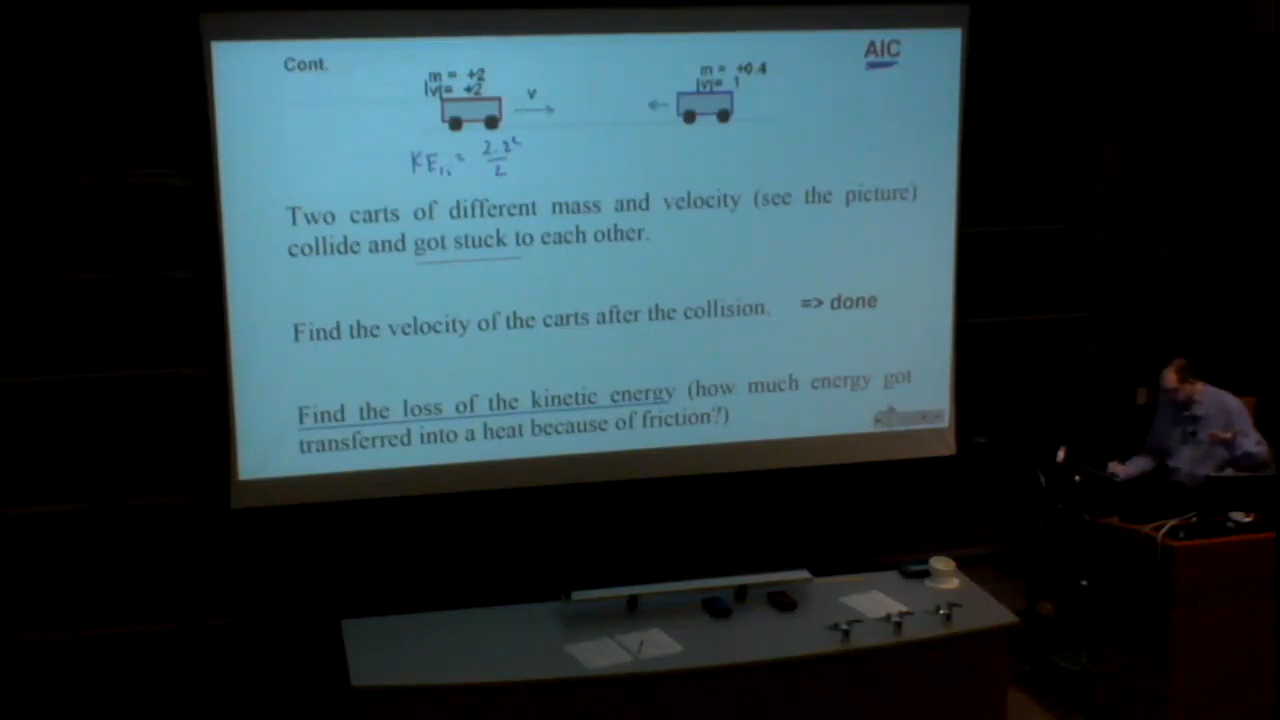 Cont.
AIC
m = +2
|v|= +2
v
m = +0.4
|v|= 1
KE₁ᵢ = 2·2²
2
Two carts of different mass and velocity (see the picture)
collide and got stuck to each other.
Find the velocity of the carts after the collision. => done
Find the loss of the kinetic energy (how much energy got
transferred into a heat because of friction?)